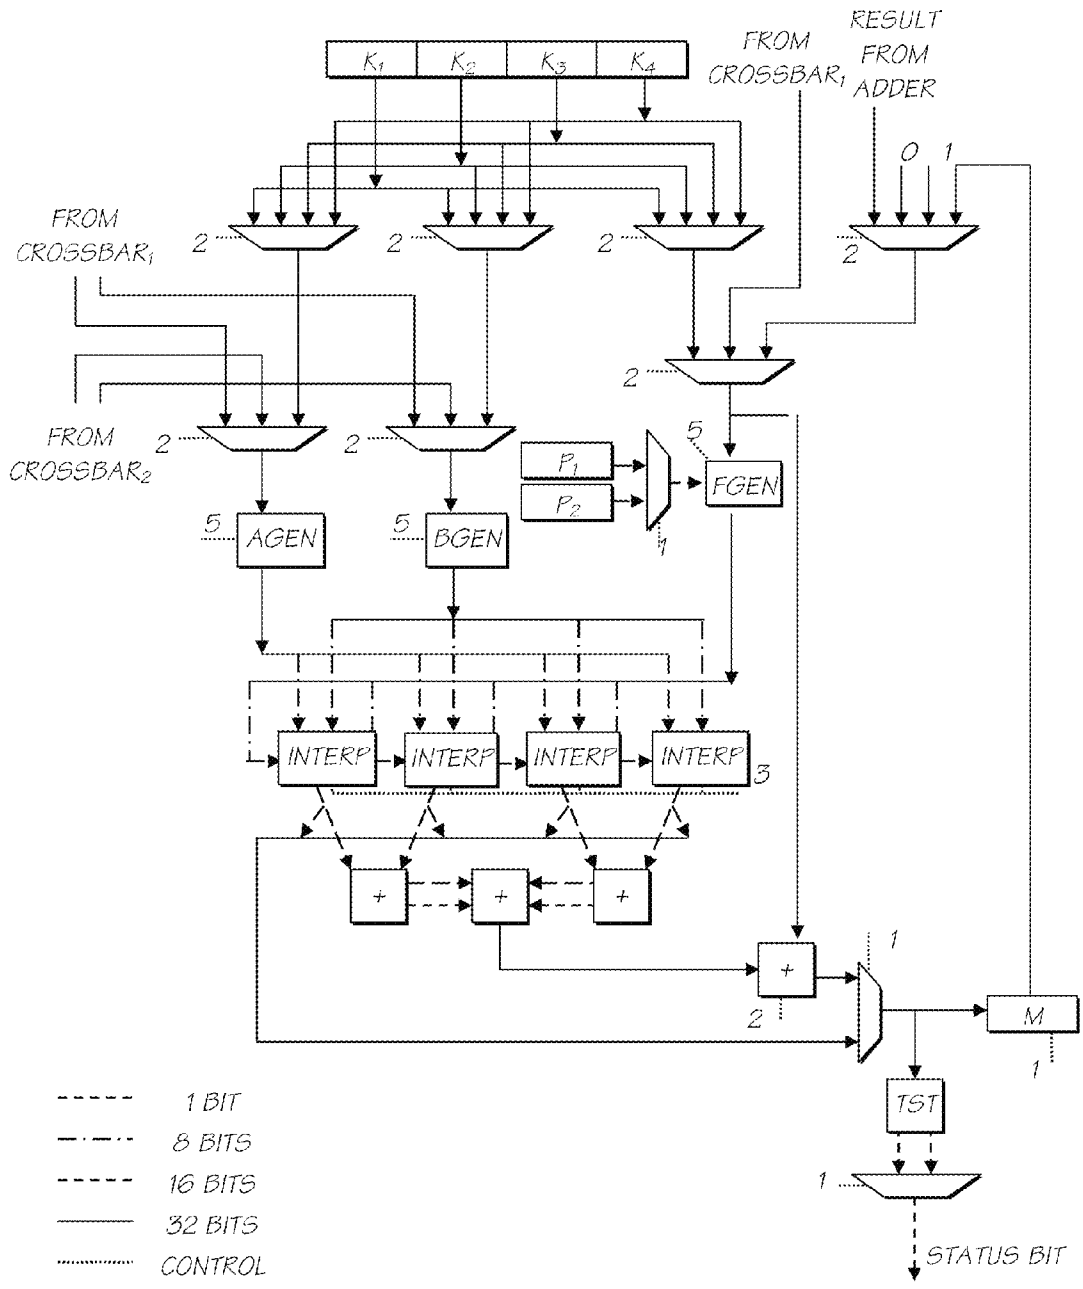 RESULT
FROM
ADDER
FROM
CROSSBAR1
K1 K2 K3 K4
0 1
FROM
CROSSBAR1
2 2 2 2
2
FROM
CROSSBAR2
2 2
P1
P2
1
5
FGEN
5
AGEN
5
BGEN
INTERP INTERP INTERP INTERP
3
+ + +
+
2
1
M
1
TST
1
STATUS BIT
1 BIT
8 BITS
16 BITS
32 BITS
CONTROL